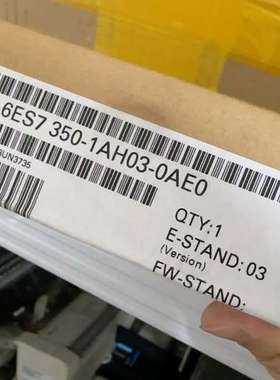 6ES7 350-1AH03-0AE0
QTY:1
E-STAND: 03
(Version)
FW-STAND: